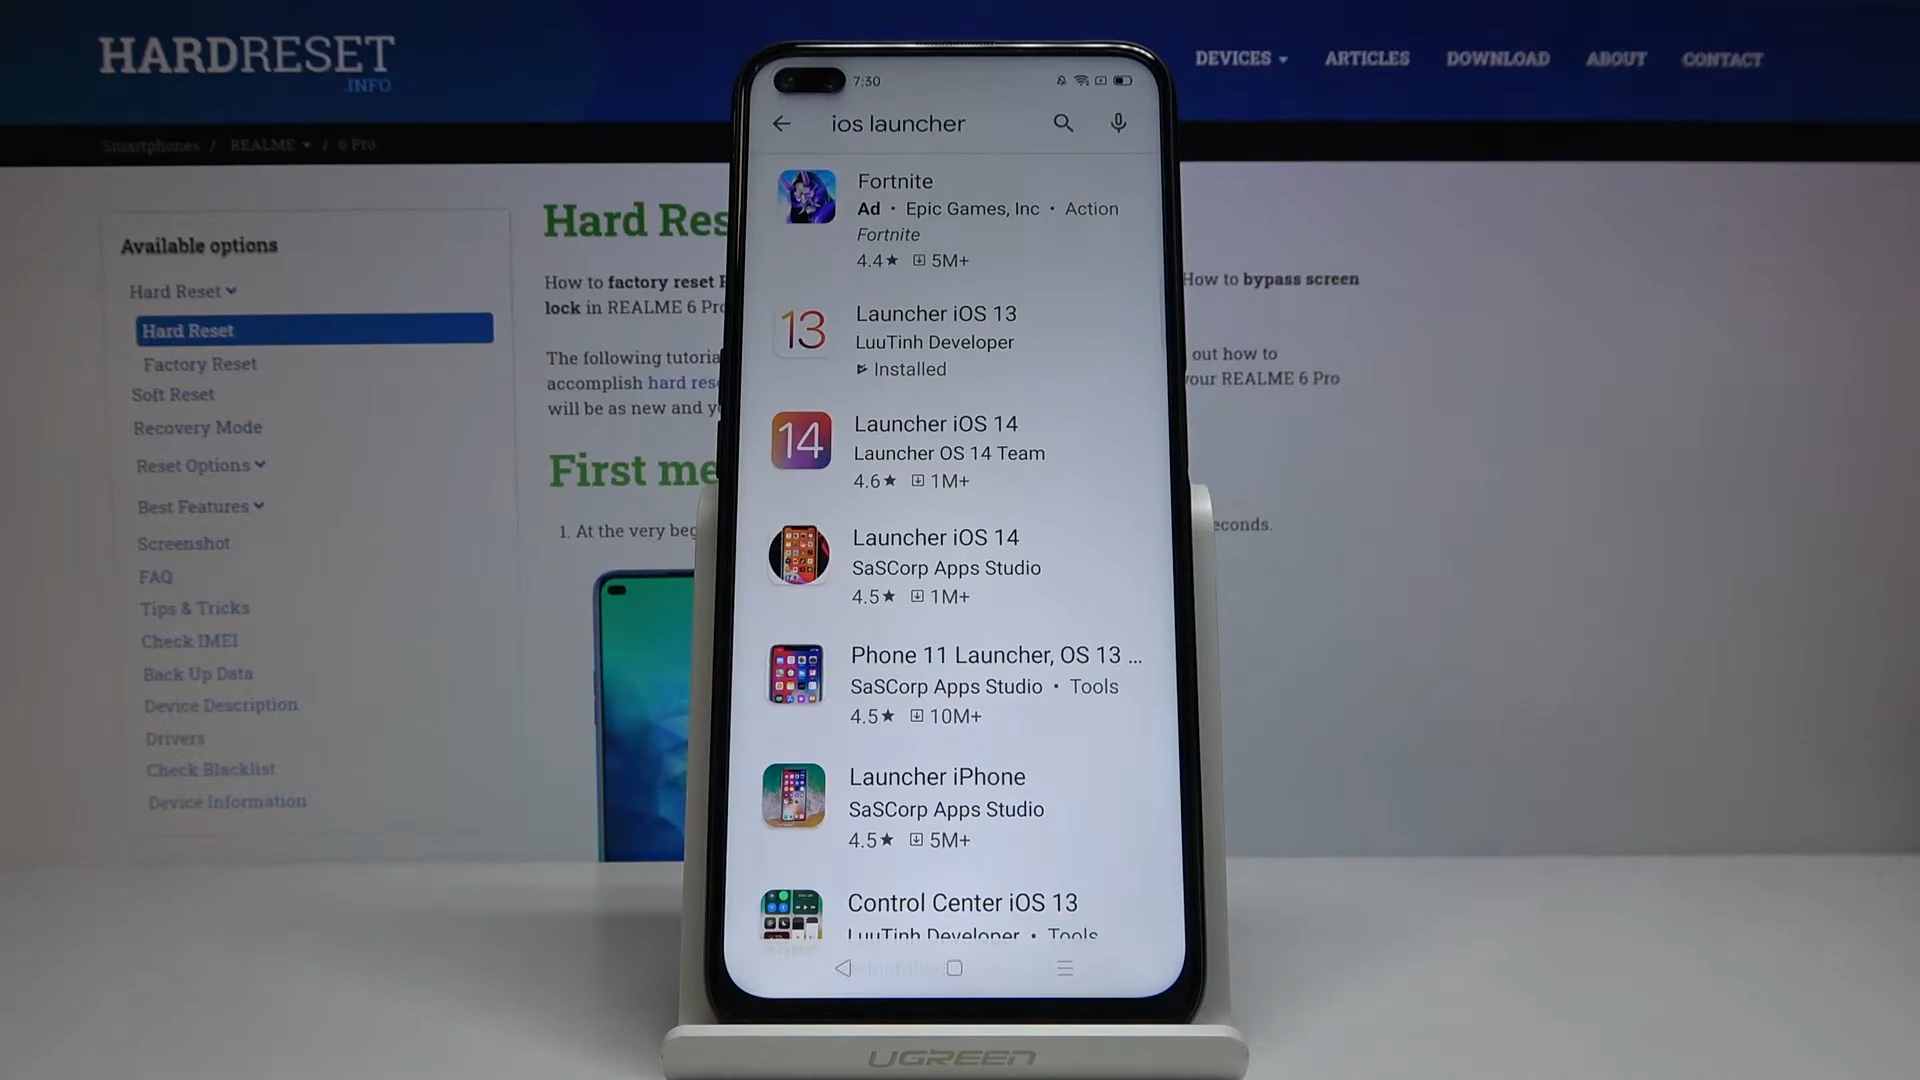 HARDRESET
.INFO
DEVICES
ARTICLES
DOWNLOAD
ABOUT
CONTACT
Smartphones / REALME / 6 Pro
Available options
Hard Reset
Hard Reset
Factory Reset
Soft Reset
Recovery Mode
Reset Options
Best Features
Screenshot
FAQ
Tips & Tricks
Check IMEI
Back Up Data
Device Description
Drivers
Check Blacklist
Device Information
Hard Res
How to factory reset
How to bypass screen
lock in REALME 6 Pro
The following tutoria
out how to
accomplish hard rese
your REALME 6 Pro
will be as new and
First me
1. At the very beg
econds.
7:30
ios launcher
Fortnite
Ad • Epic Games, Inc • Action
Fortnite
4.4★ 5M+
13
Launcher iOS 13
LuuTinh Developer
Installed
14
Launcher iOS 14
Launcher OS 14 Team
4.6★ 1M+
Launcher iOS 14
SaSCorp Apps Studio
4.5★ 1M+
Phone 11 Launcher, OS 13 ...
SaSCorp Apps Studio • Tools
4.5★ 10M+
Launcher iPhone
SaSCorp Apps Studio
4.5★ 5M+
Control Center iOS 13
LuuTinh Developer • Tools
Installed
UGREEN